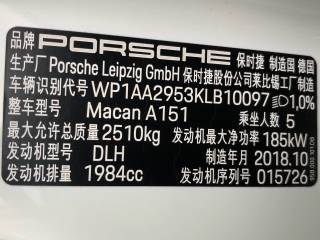 品牌 PORSCHE 保时捷 制造国 德国
生产厂 Porsche Leipzig GmbH 保时捷股份公司莱比锡工厂制造
车辆识别代号 WP1AA2953KLB10097 1,0%
整车型号 Macan A151 乘坐人数 5
最大允许总质量 2510kg 发动机最大净功率 185kW
发动机型号 DLH 制造年月 2018.10
发动机排量 1984cc 发动机序列号 015726